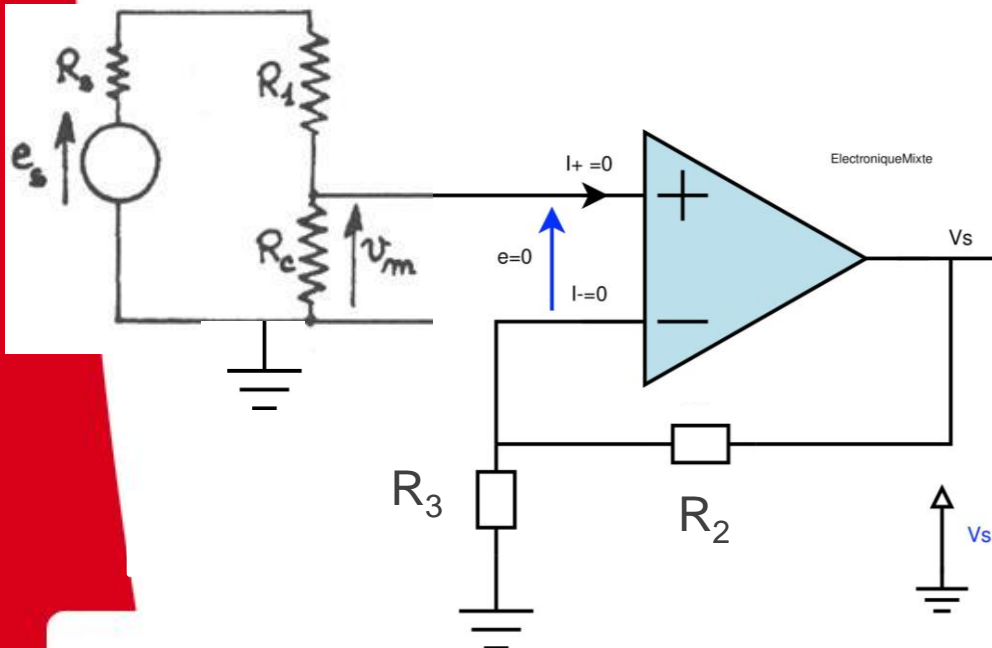 Rs
R1
es
Rc
vm
I+ =0
e=0
I-=0
ElectroniqueMixte
Vs
R3
R2
Vs